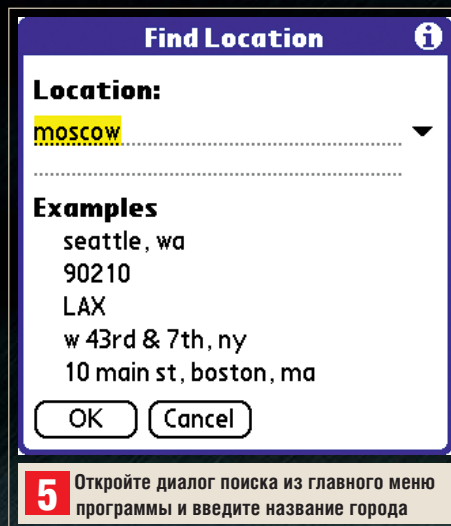 Find Location i
Location:
moscow
Examples
seattle, wa
90210
LAX
w 43rd & 7th, ny
10 main st, boston, ma
OK Cancel
5 Откройте диалог поиска из главного меню
программы и введите название города